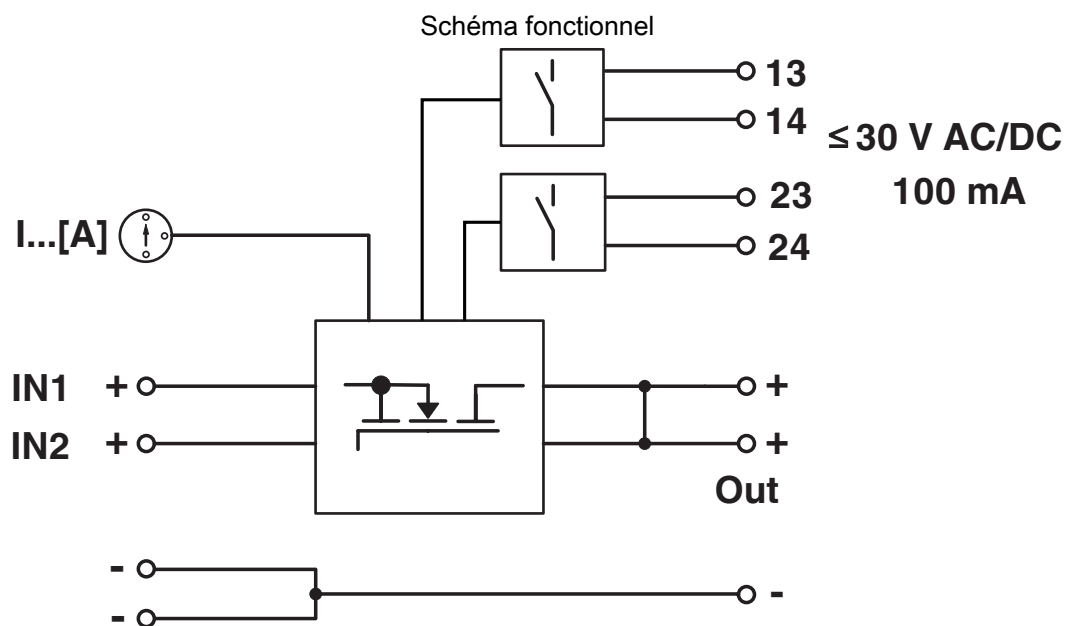 Schéma fonctionnel
13
14
≤ 30 V AC/DC
100 mA
23
24
I...[A]
IN1 +
+
IN2 +
+
Out
-
-
-